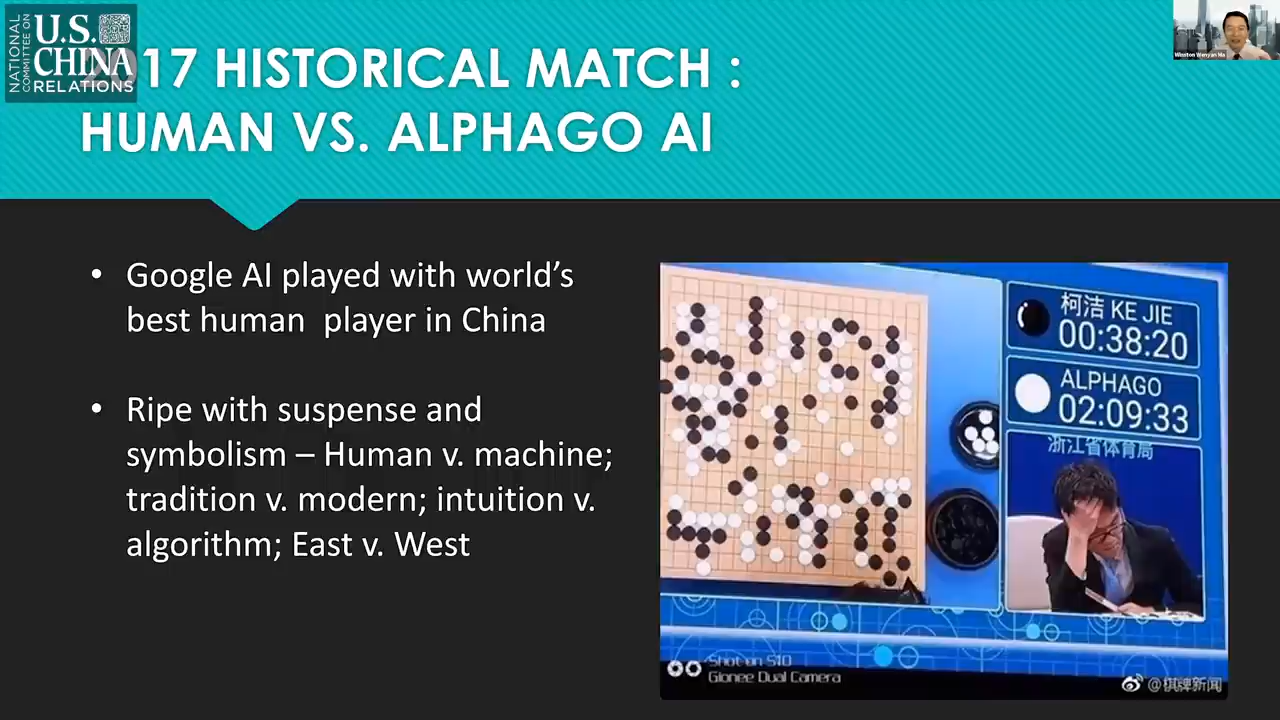 NATIONAL
COMMITTEE ON
U.S.
CHINA
RELATIONS
17 HISTORICAL MATCH :
HUMAN VS. ALPHAGO AI
Winston Wenyan Ma
• Google AI played with world’s
best human player in China
• Ripe with suspense and
symbolism – Human v. machine;
tradition v. modern; intuition v.
algorithm; East v. West
柯洁 KE JIE
00:38:20
ALPHAGO
02:09:33
浙江省体育局
Shot on S10
Gionee Dual Camera
@棋牌新闻